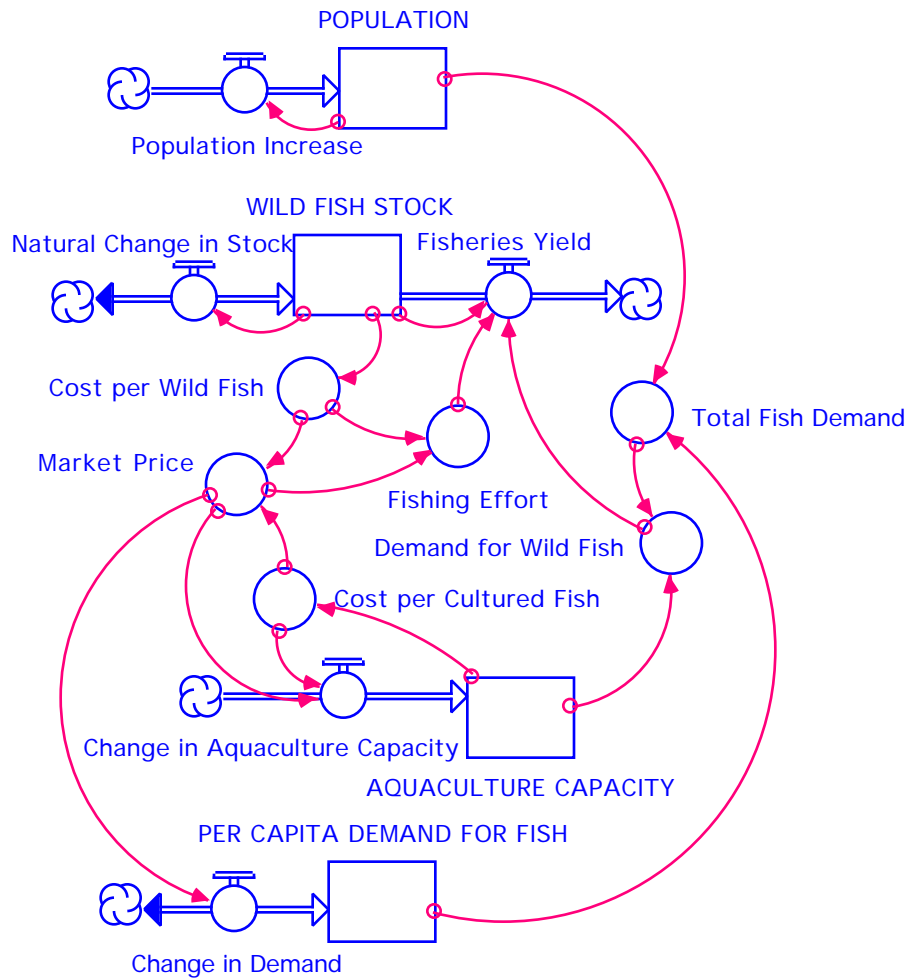 POPULATION
Population Increase
WILD FISH STOCK
Natural Change in Stock
Fisheries Yield
Cost per Wild Fish
Total Fish Demand
Market Price
Fishing Effort
Demand for Wild Fish
Cost per Cultured Fish
Change in Aquaculture Capacity
AQUACULTURE CAPACITY
PER CAPITA DEMAND FOR FISH
Change in Demand